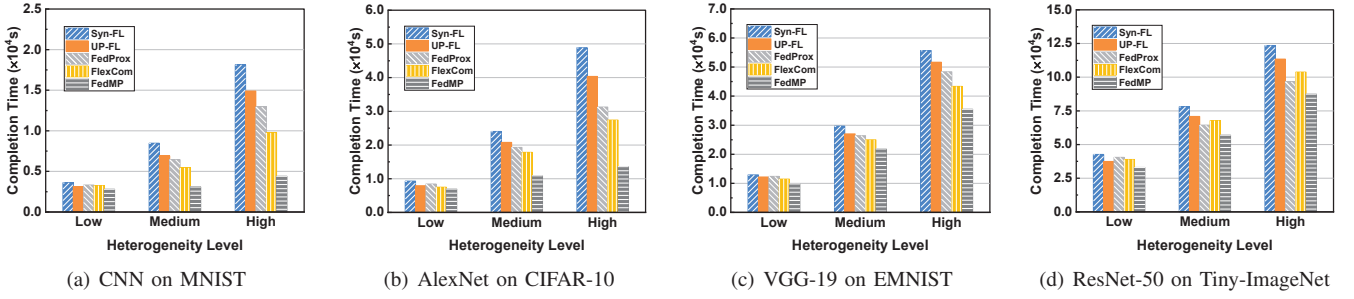 Completion Time (×10⁴s)
2.5
2.0
1.5
1.0
0.5
0.0
Syn-FL
UP-FL
FedProx
FlexCom
FedMP
Low
Medium
High
Heterogeneity Level
(a) CNN on MNIST
Completion Time (×10⁴s)
6.0
5.0
4.0
3.0
2.0
1.0
0.0
Syn-FL
UP-FL
FedProx
FlexCom
FedMP
Low
Medium
High
Heterogeneity Level
(b) AlexNet on CIFAR-10
Completion Time (×10⁴s)
7.0
6.0
5.0
4.0
3.0
2.0
1.0
0.0
Syn-FL
UP-FL
FedProx
FlexCom
FedMP
Low
Medium
High
Heterogeneity Level
(c) VGG-19 on EMNIST
Completion Time (×10⁴s)
15.0
12.5
10.0
7.5
5.0
2.5
0.0
Syn-FL
UP-FL
FedProx
FlexCom
FedMP
Low
Medium
High
Heterogeneity Level
(d) ResNet-50 on Tiny-ImageNet